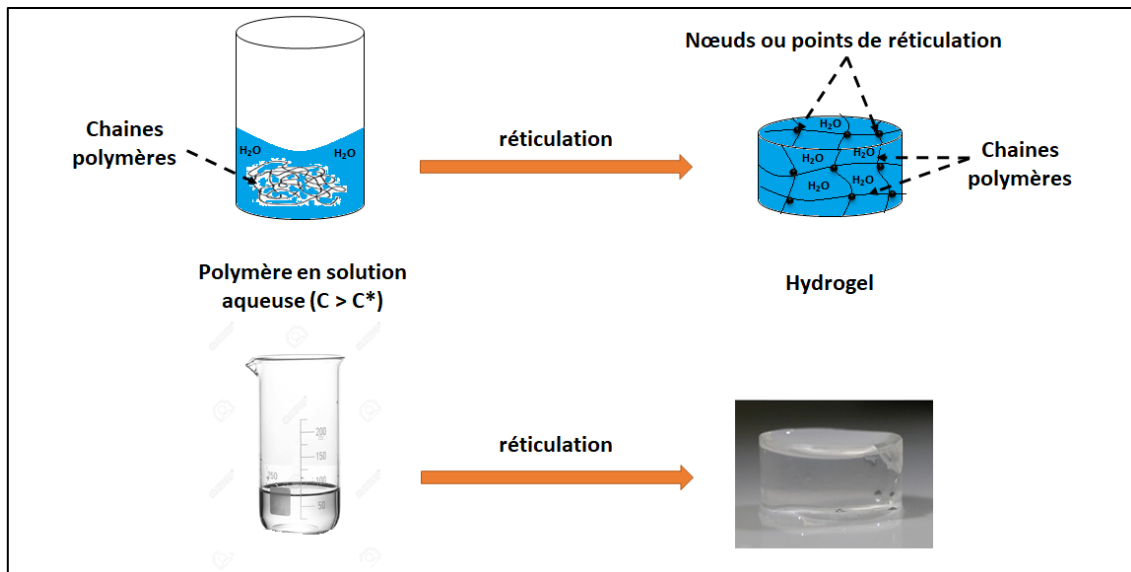 Nœuds ou points de réticulation
Chaines
polymères
H₂O
H₂O
réticulation
H₂O
H₂O
H₂O
H₂O
H₂O
Chaines
polymères
Polymère en solution
aqueuse (C > C*)
Hydrogel
réticulation
200
150
250
100
50